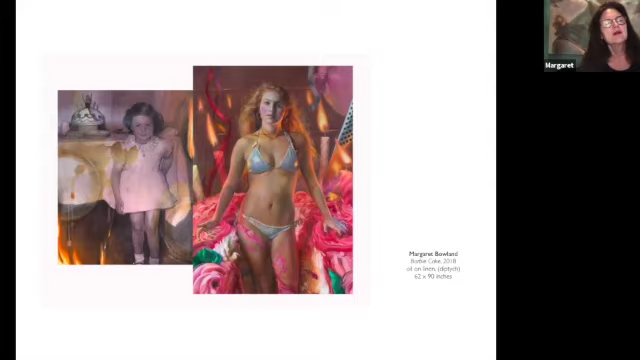 Margaret
Margaret Bowland
Barbie Cake, 2018
oil on linen, (diptych)
62 x 90 inches